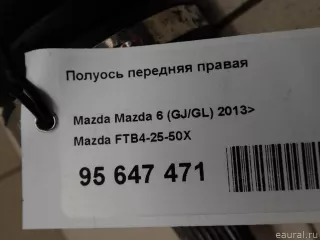 Полуось передняя правая
Mazda Mazda 6 (GJ/GL) 2013>
Mazda FTB4-25-50X
95 647 471
eaural.ru